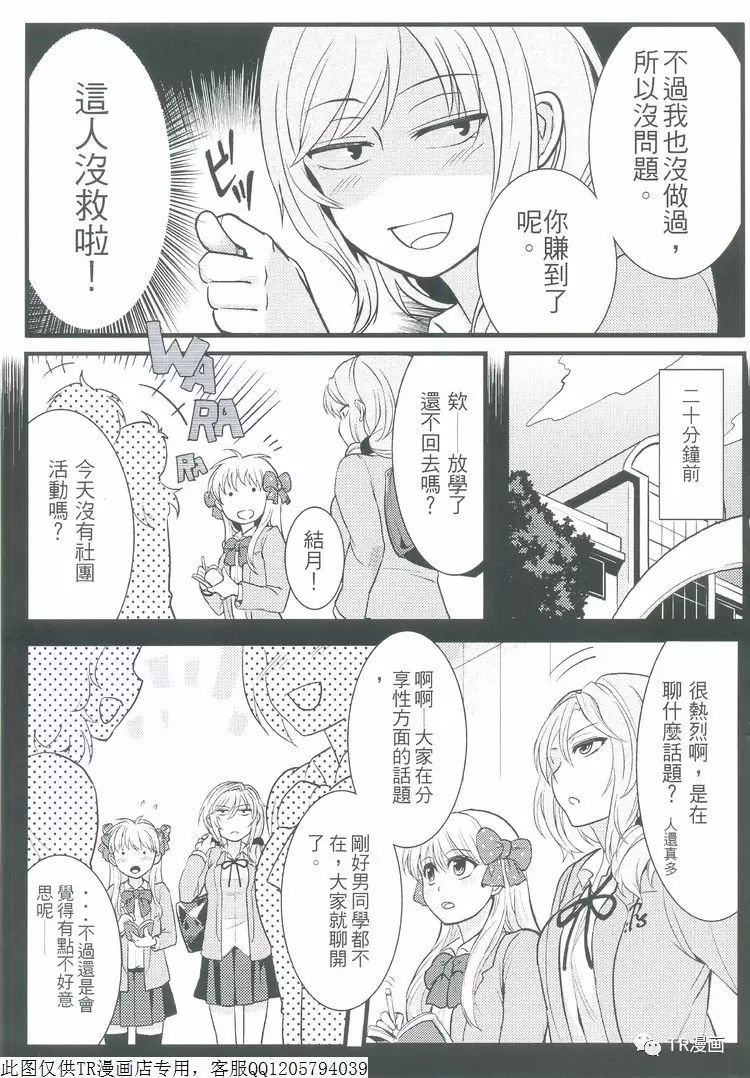 不過我也沒做過，
所以沒問題。
你賺到了
呢。
ビッ
這人沒救啦！
二十分鐘前
欸——放學了
還不回去嗎？
結月！
WA
RA
RA
今天沒有社團
活動嗎？
很熱烈啊，是在
聊什麼話題？
人還真多
啊啊——大家在分
享性方面的話題
，
剛好男同學都不
在，大家就聊開
了。
...不過還是會
覺得有點不好意
思呢——
TR漫画
此图仅供TR漫画店专用，客服QQ1205794039